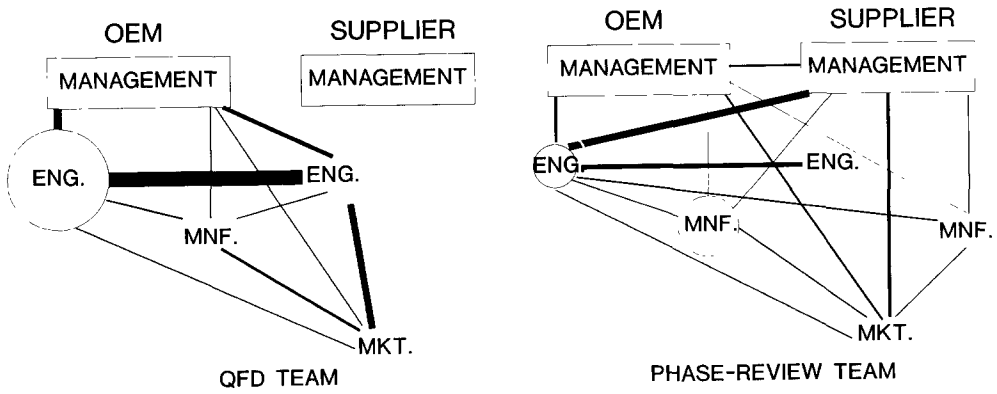 OEM
SUPPLIER
MANAGEMENT
MANAGEMENT
ENG.
ENG.
MNF.
MKT.
QFD TEAM
OEM
SUPPLIER
MANAGEMENT
MANAGEMENT
ENG
ENG.
MNF.
MNF.
MKT.
PHASE-REVIEW TEAM